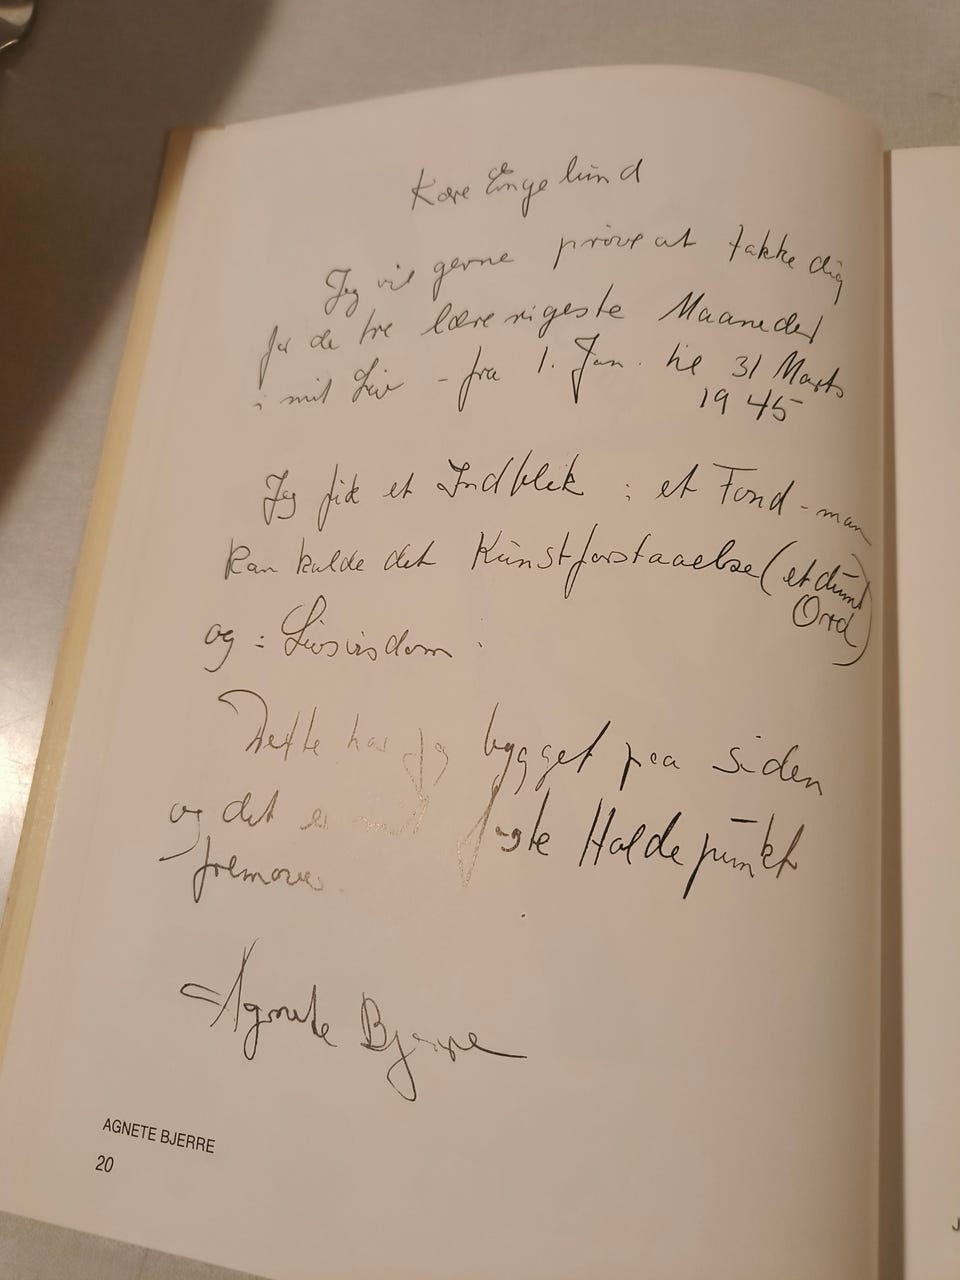 Kære Engelund
Jeg vil gerne prøve at takke dig
for de tre lærerigeste Maaneder
i mit Liv - fra 1. Jan. til 31 Marts
1945
Jeg fik et Indblik i et Fond - man
kan kalde det Kunstforstaaelse (et dumt
Ord)
og : Livsvisdom.
Dette har jeg bygget paa siden
og det er mit faste Holdepunkt
fremover.
Agnete Bjerre
AGNETE BJERRE
20